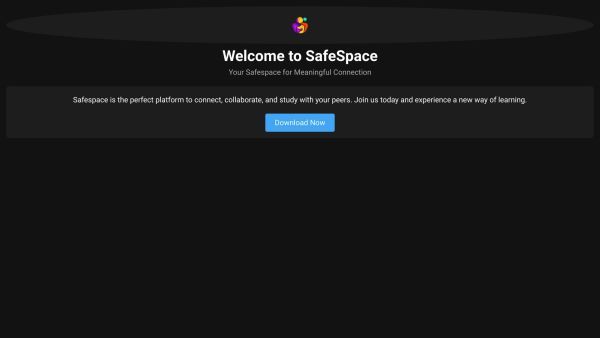 Welcome to SafeSpace
Your Safespace for Meaningful Connection
Safespace is the perfect platform to connect, collaborate, and study with your peers. Join us today and experience a new way of learning.
Download Now